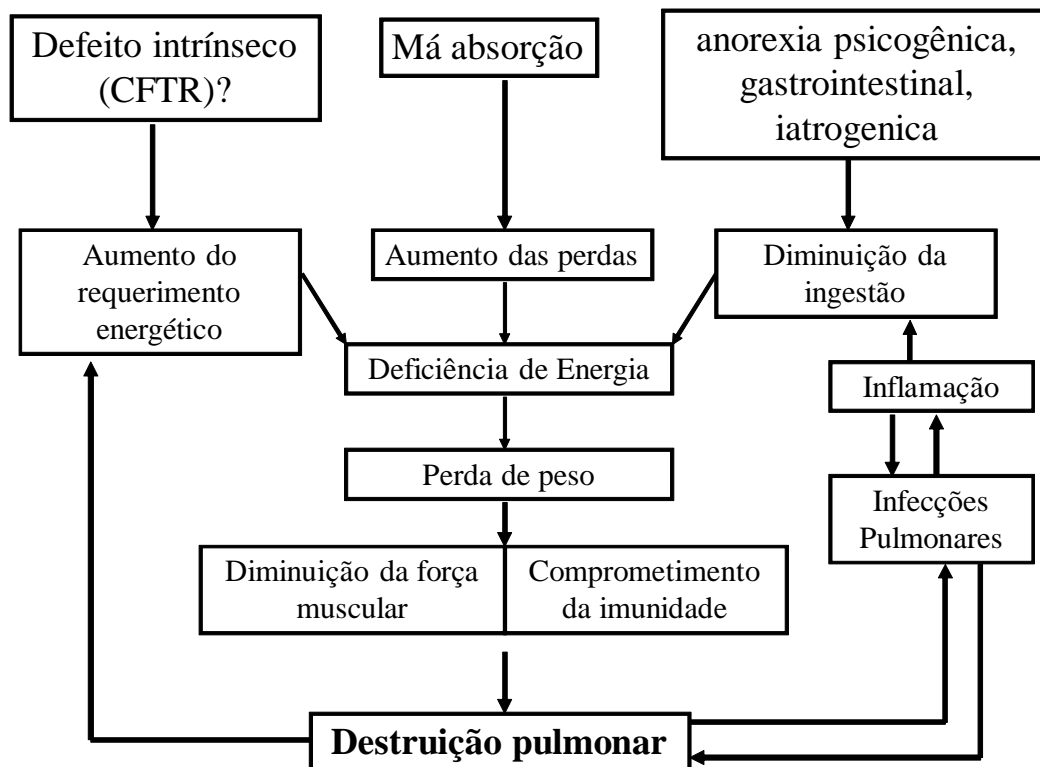 Defeito intrínseco
(CFTR)?
Má absorção
anorexia psicogênica,
gastrointestinal,
iatrogenica
Aumento do
requerimento
energético
Aumento das perdas
Diminuição da
ingestão
Deficiência de Energia
Inflamação
Perda de peso
Infecções
Pulmonares
Diminuição da força
muscular
Comprometimento
da imunidade
Destruição pulmonar